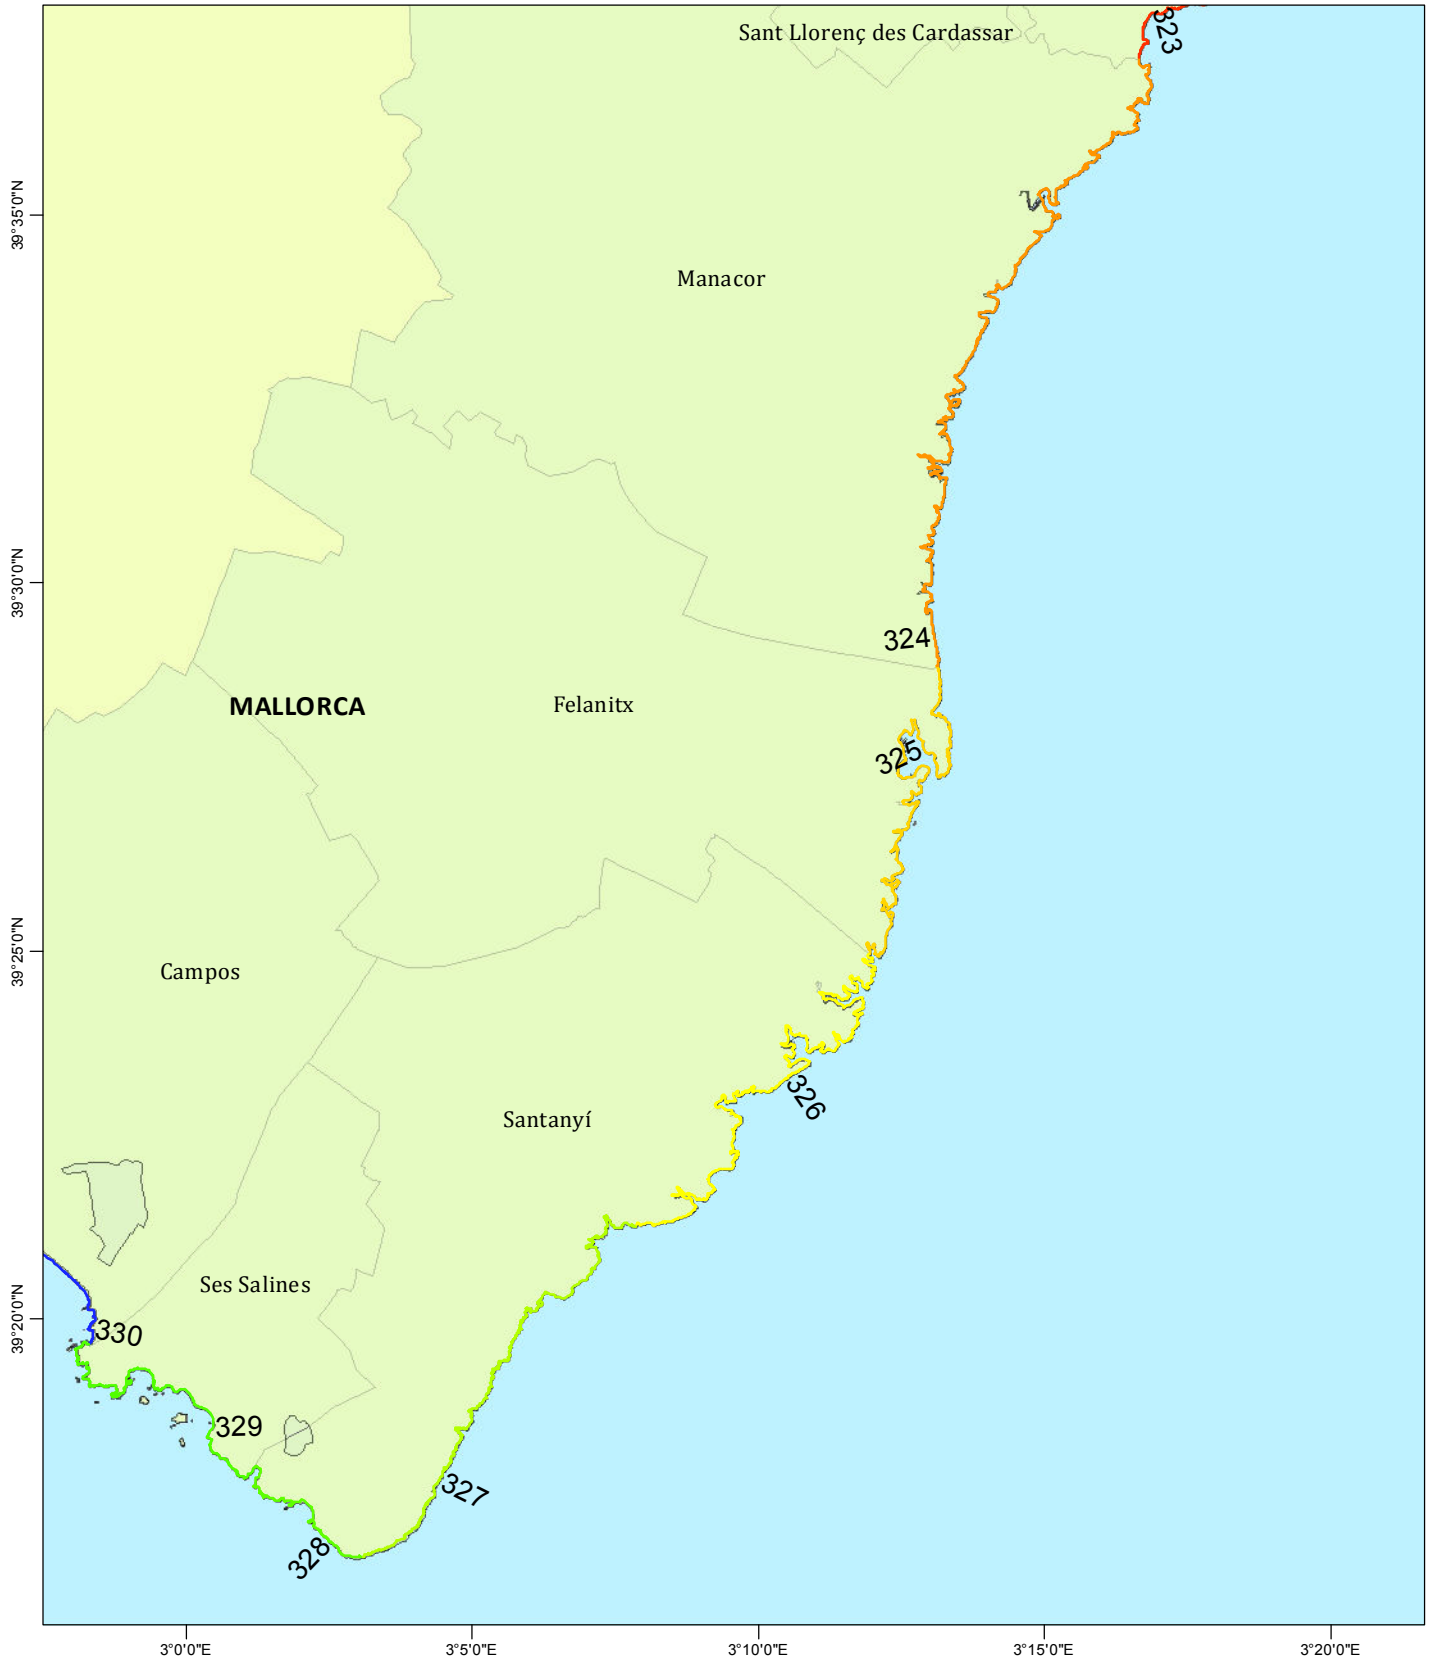 Sant Llorenç des Cardassar
323
39°35'0"N
Manacor
39°30'0"N
324
MALLORCA
Felanitx
325
39°25'0"N
Campos
326
Santanyí
Ses Salines
39°20'0"N
330
329
327
328
3°0'0"E
3°5'0"E
3°10'0"E
3°15'0"E
3°20'0"E